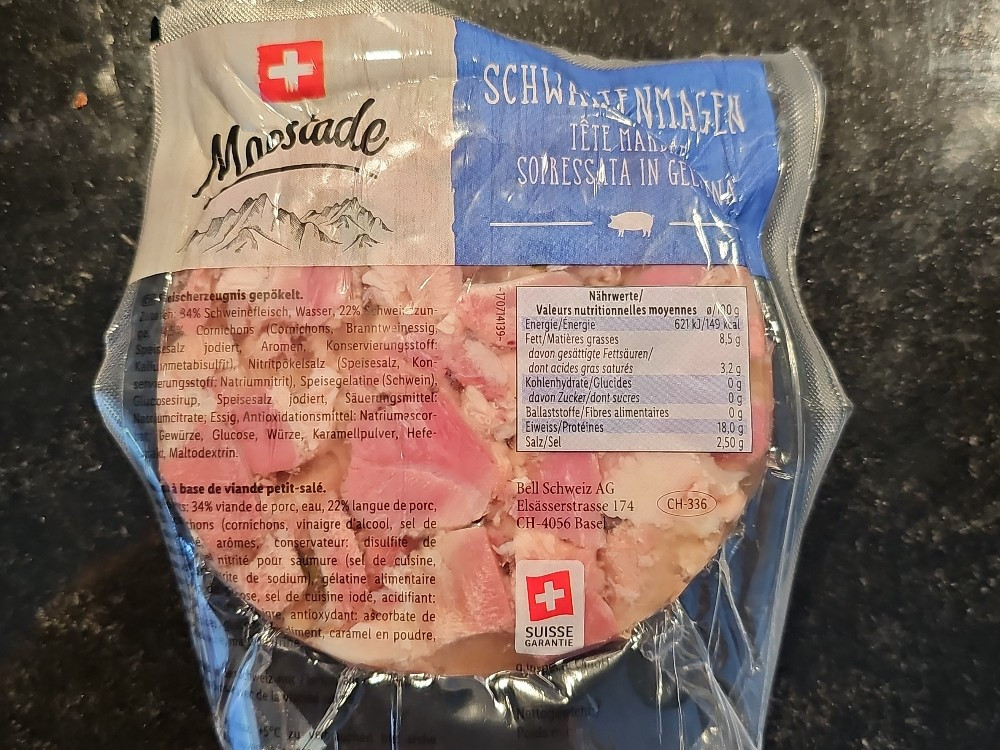 Moostade
SCHWARTENMAGEN
TÊTE MARBRÉE
SOPRESSATA IN GELATINA
Fleischerzeugnis gepökelt.
34% Schweinefleisch, Wasser, 22% Schweinezun-
Cornichons (Cornichons, Branntweinessig,
Speisesalz jodiert, Aromen, Konservierungsstoff:
Kaliummetabisulfit), Nitritpökelsalz (Speisesalz, Kon-
servierungsstoff: Natriumnitrit), Speisegelatine (Schwein),
Glucosesirup, Speisesalz jodiert, Säuerungsmittel:
Natriumcitrate; Essig, Antioxidationsmittel: Natriumescor-
Gewürze, Glucose, Würze, Karamellpulver, Hefe-
Maltodextrin.
à base de viande petit-salé.
34% viande de porc, eau, 22% langue de porc,
(cornichons, vinaigre d'alcool, sel de
arômes, conservateur: disulfite de
nitrité pour saumure (sel de cuisine,
de sodium), gélatine alimentaire
sel de cuisine iodé, acidifiant:
antioxydant: ascorbate de
caramel en poudre,
-170714139-
Nährwerte/
Valeurs nutritionnelles moyennes ø/100 g
Energie/Énergie 621 kJ/149 kcal
Fett/Matières grasses 8,5 g
davon gesättigte Fettsäuren/
dont acides gras saturés 3,2 g
Kohlenhydrate/Glucides 0 g
davon Zucker/dont sucres 0 g
Ballaststoffe/Fibres alimentaires 0 g
Eiweiss/Protéines 18,0 g
Salz/Sel 2,50 g
Bell Schweiz AG
Elsässerstrasse 174
CH-4056 Basel
CH-336
SUISSE
GARANTIE